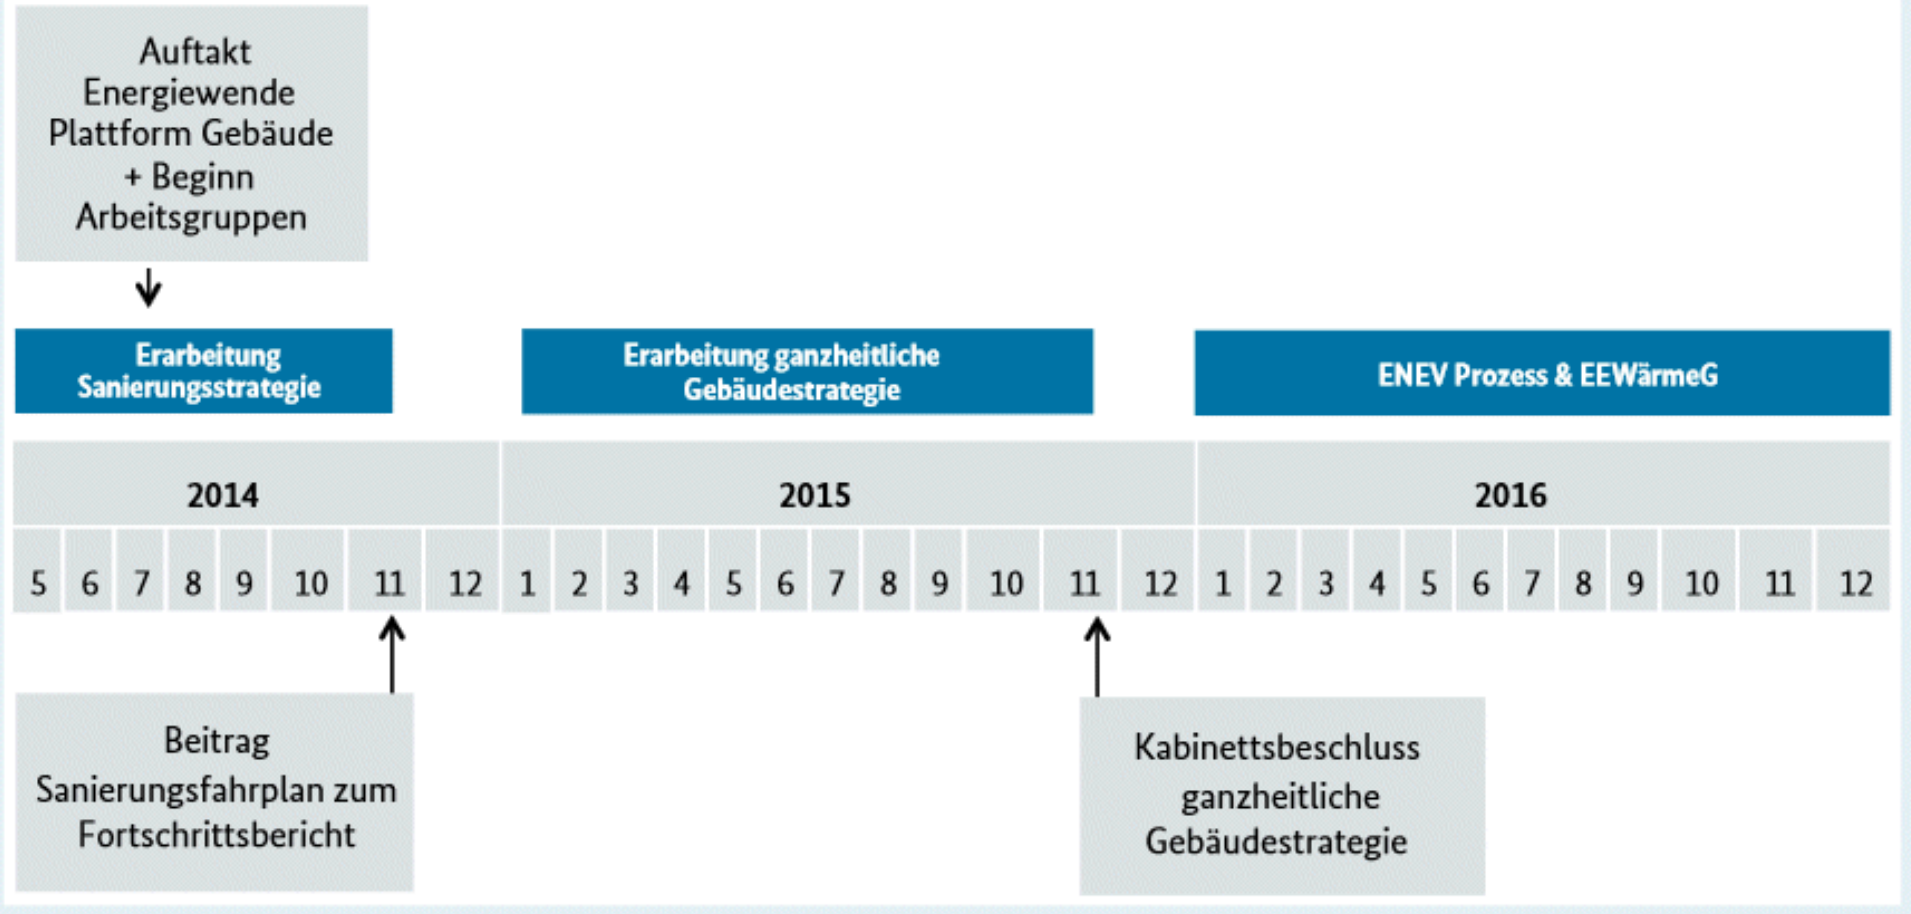 Auftakt
Energiewende
Plattform Gebäude
+ Beginn
Arbeitsgruppen
Erarbeitung
Sanierungsstrategie
Erarbeitung ganzheitliche
Gebäudestrategie
ENEV Prozess & EEWärmeG
2014 2015 2016
5 6 7 8 9 10 11 12 1 2 3 4 5 6 7 8 9 10 11 12 1 2 3 4 5 6 7 8 9 10 11 12
Beitrag
Sanierungsfahrplan zum
Fortschrittsbericht
Kabinettsbeschluss
ganzheitliche
Gebäudestrategie